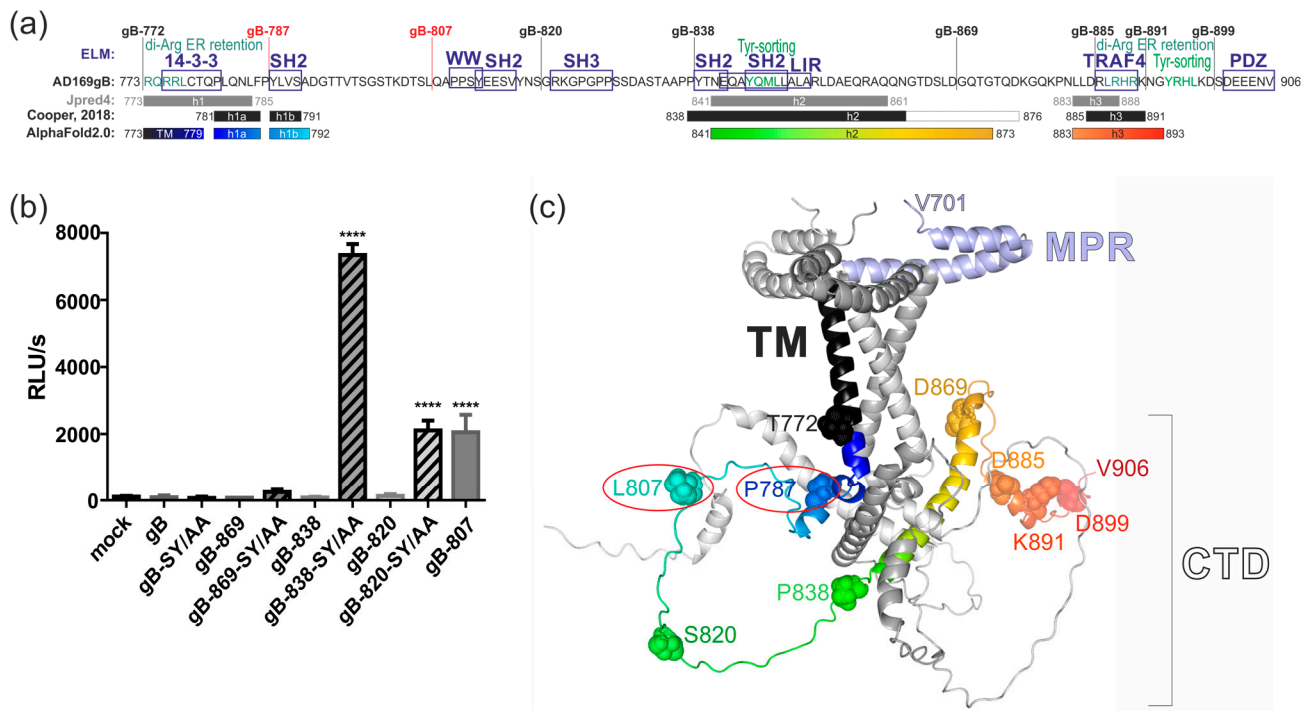 (a)
gB-772 gB-787 gB-807 gB-820 gB-838 gB-669 gB-885 gB-891 gB-899
di-Arg ER retention Tyr-sorting di-Arg ER retention
ELM: 14-3-3 SH2 WW SH2 SH3 SH2 SH2 LIR TRAF4 Tyr-sorting PDZ
AD169gB: 773 RQRRLCTQPLQNLFPYLVSADGTTVTSGSTKDTSLQAPPSYEESVYNSGRKGPGPPSSDASTAAPPYTNEQAYQMLLALARLDAEQRAQQNGTDSLDGQTGTQDKGQKPNLLDRLRHRKNGYRHLKDSDEEENV 906
Jpred4: 773 h1 785 841 h2 861 883 h3 888
Cooper, 2018: 781 h1a h1b 791 838 h2 876 885 h3 891
AlphaFold2.0: 773 TM 779 h1a h1b 792 841 h2 873 883 h3 893
(b)
RLU/s
8000
6000
4000
2000
0
****
****
****
mock
gB
gB-SY/AA
gB-869
gB-869-SY/AA
gB-838
gB-838-SY/AA
gB-820
gB-820-SY/AA
gB-807
(c)
V701
MPR
TM
D869
T772
D885
V906
L807
P787
D899
K891
CTD
P838
S820